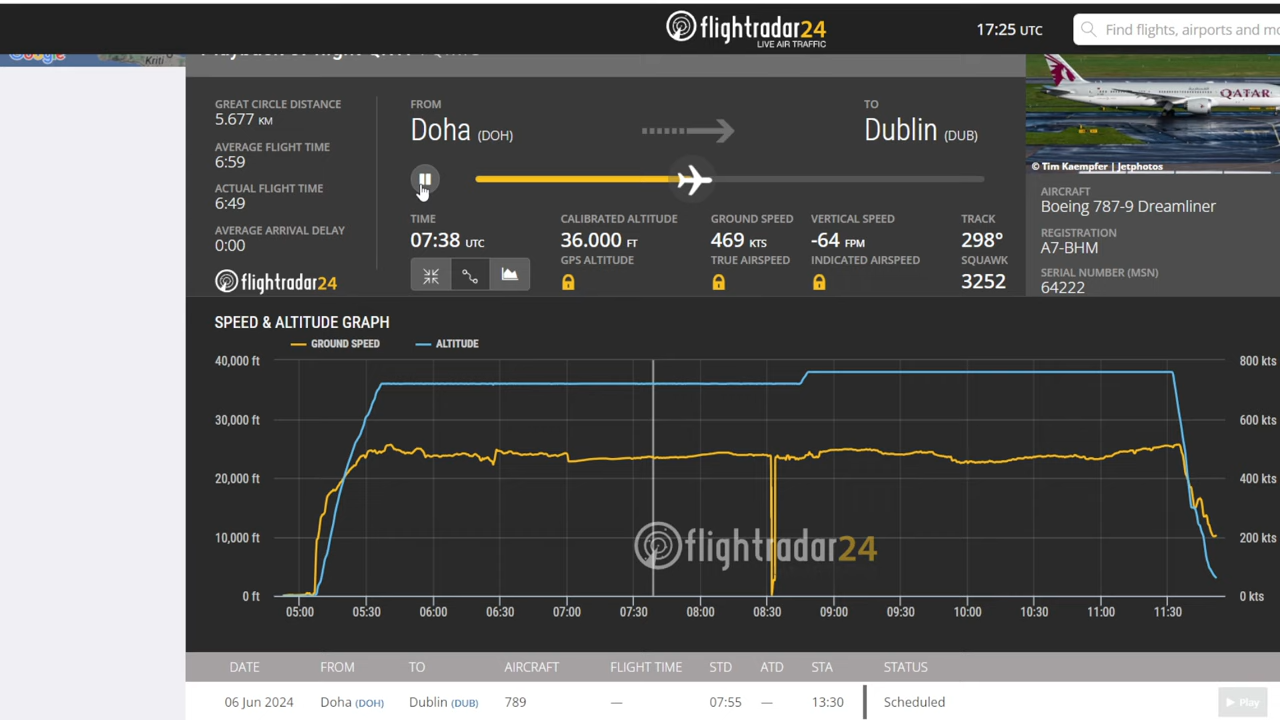 flightradar24
LIVE AIR TRAFFIC
17:25 UTC
Find flights, airports and mo
Google
Kriti
GREAT CIRCLE DISTANCE
5.677 KM
AVERAGE FLIGHT TIME
6:59
ACTUAL FLIGHT TIME
6:49
AVERAGE ARRIVAL DELAY
0:00
flightradar24
FROM
Doha (DOH)
TO
Dublin (DUB)
TIME
07:38 UTC
CALIBRATED ALTITUDE
36.000 FT
GPS ALTITUDE
GROUND SPEED
469 KTS
TRUE AIRSPEED
VERTICAL SPEED
-64 FPM
INDICATED AIRSPEED
TRACK
298°
SQUAWK
3252
QATAR
© Tim Kaempfer | Jetphotos
AIRCRAFT
Boeing 787-9 Dreamliner
REGISTRATION
A7-BHM
SERIAL NUMBER (MSN)
64222
SPEED & ALTITUDE GRAPH
GROUND SPEED ALTITUDE
40,000 ft 800 kts
30,000 ft 600 kts
20,000 ft 400 kts
10,000 ft 200 kts
0 ft 0 kts
flightradar24
05:00 05:30 06:00 06:30 07:00 07:30 08:00 08:30 09:00 09:30 10:00 10:30 11:00 11:30
DATE FROM TO AIRCRAFT FLIGHT TIME STD ATD STA STATUS
06 Jun 2024 Doha (DOH) Dublin (DUB) 789 — 07:55 — 13:30 Scheduled Play